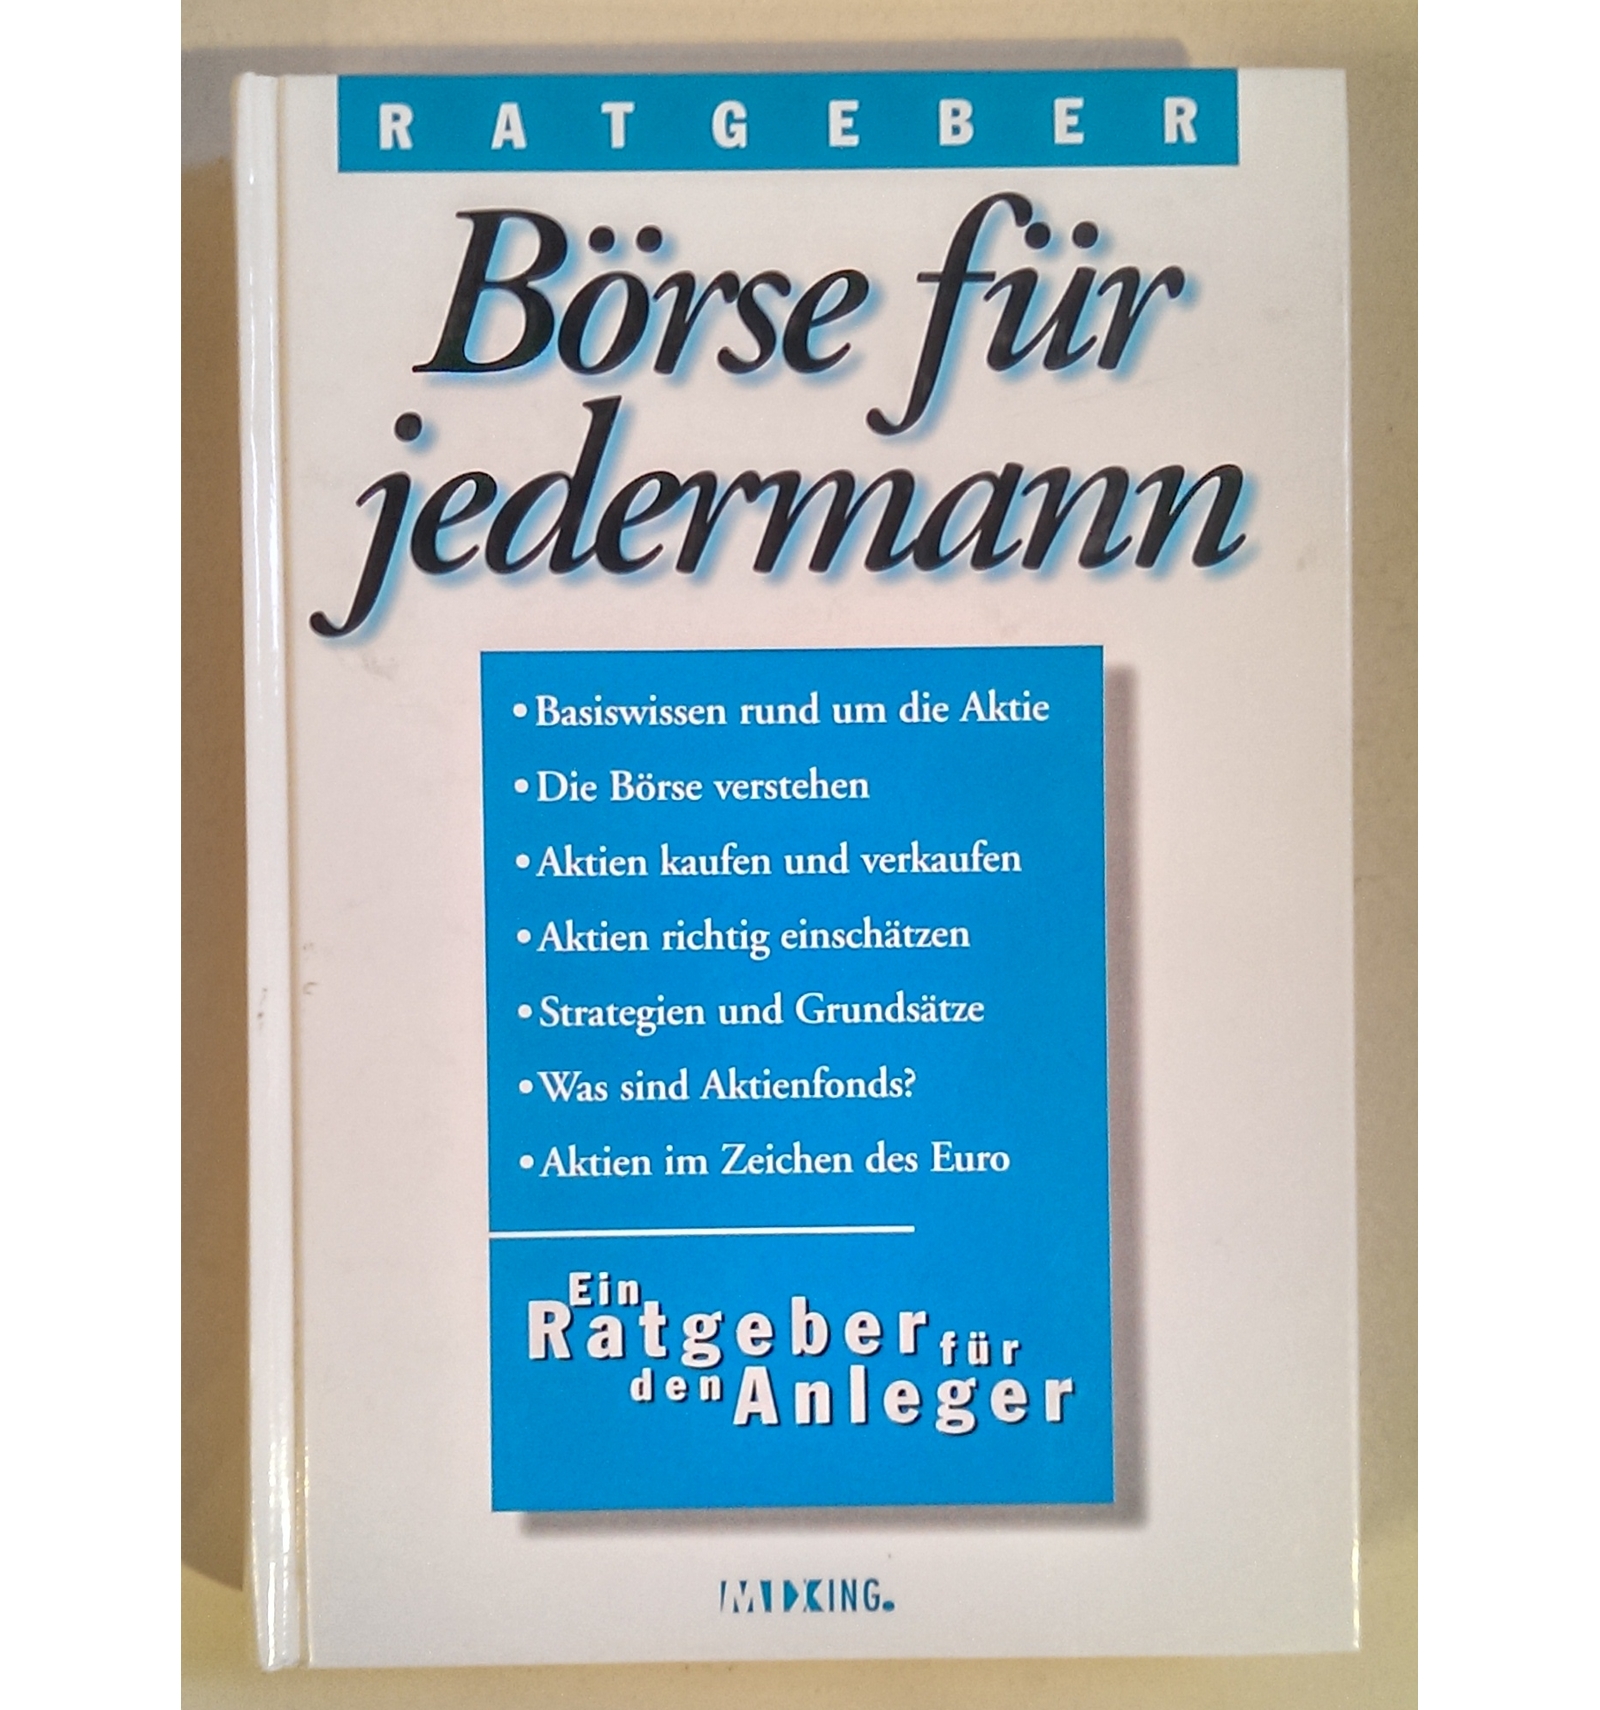 RATGEBER
Börse für
jedermann
• Basiswissen rund um die Aktie
• Die Börse verstehen
• Aktien kaufen und verkaufen
• Aktien richtig einschätzen
• Strategien und Grundsätze
• Was sind Aktienfonds?
• Aktien im Zeichen des Euro
Ein
Ratgeber für
den Anleger
MIXING.